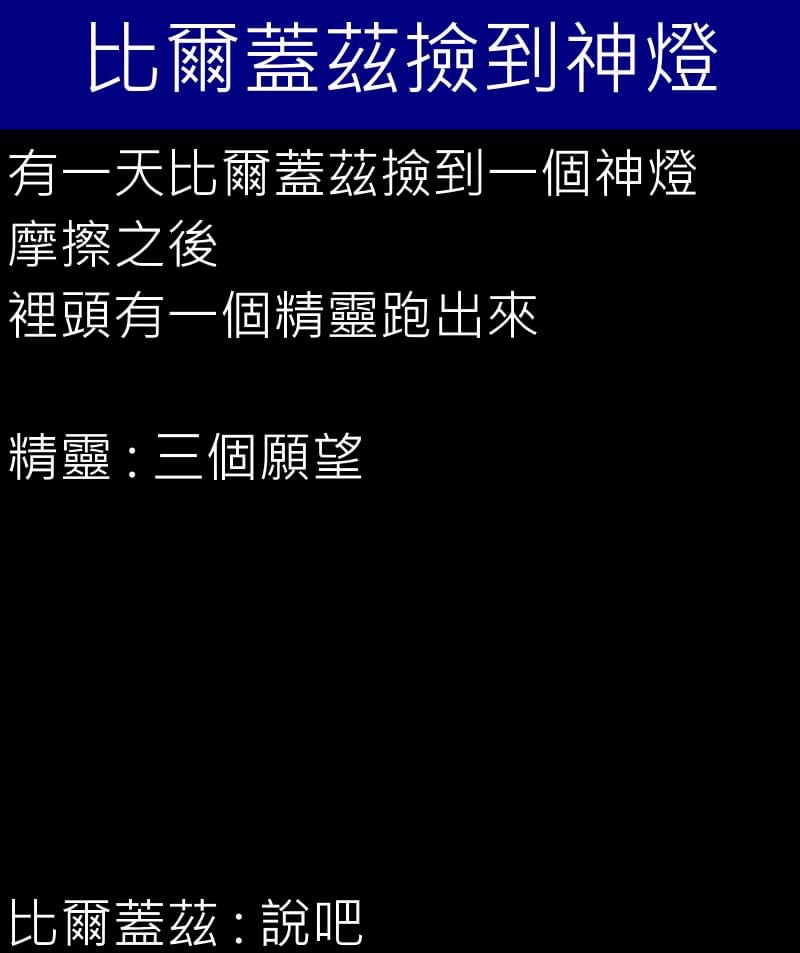 比爾蓋茲撿到神燈
有一天比爾蓋茲撿到一個神燈
摩擦之後
裡頭有一個精靈跑出來
精靈 : 三個願望
比爾蓋茲 : 說吧